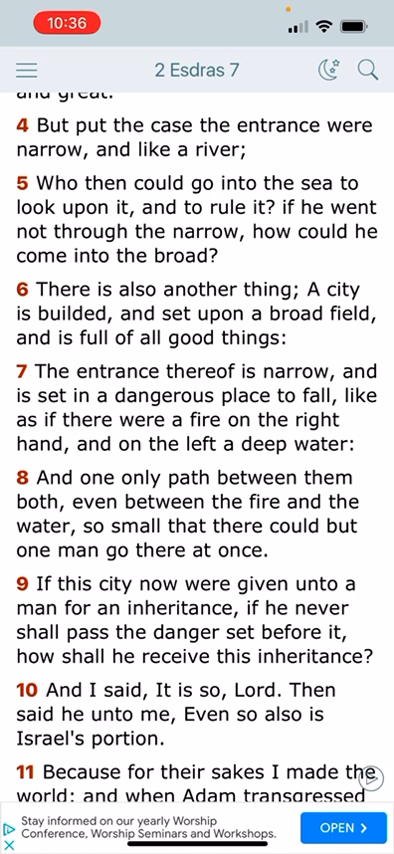 10:36
2 Esdras 7
and great.
4 But put the case the entrance were
narrow, and like a river;
5 Who then could go into the sea to
look upon it, and to rule it? if he went
not through the narrow, how could he
come into the broad?
6 There is also another thing; A city
is builded, and set upon a broad field,
and is full of all good things:
7 The entrance thereof is narrow, and
is set in a dangerous place to fall, like
as if there were a fire on the right
hand, and on the left a deep water:
8 And one only path between them
both, even between the fire and the
water, so small that there could but
one man go there at once.
9 If this city now were given unto a
man for an inheritance, if he never
shall pass the danger set before it,
how shall he receive this inheritance?
10 And I said, It is so, Lord. Then
said he unto me, Even so also is
Israel's portion.
11 Because for their sakes I made the
world: and when Adam transgressed
Stay informed on our yearly Worship
Conference, Worship Seminars and Workshops.
OPEN